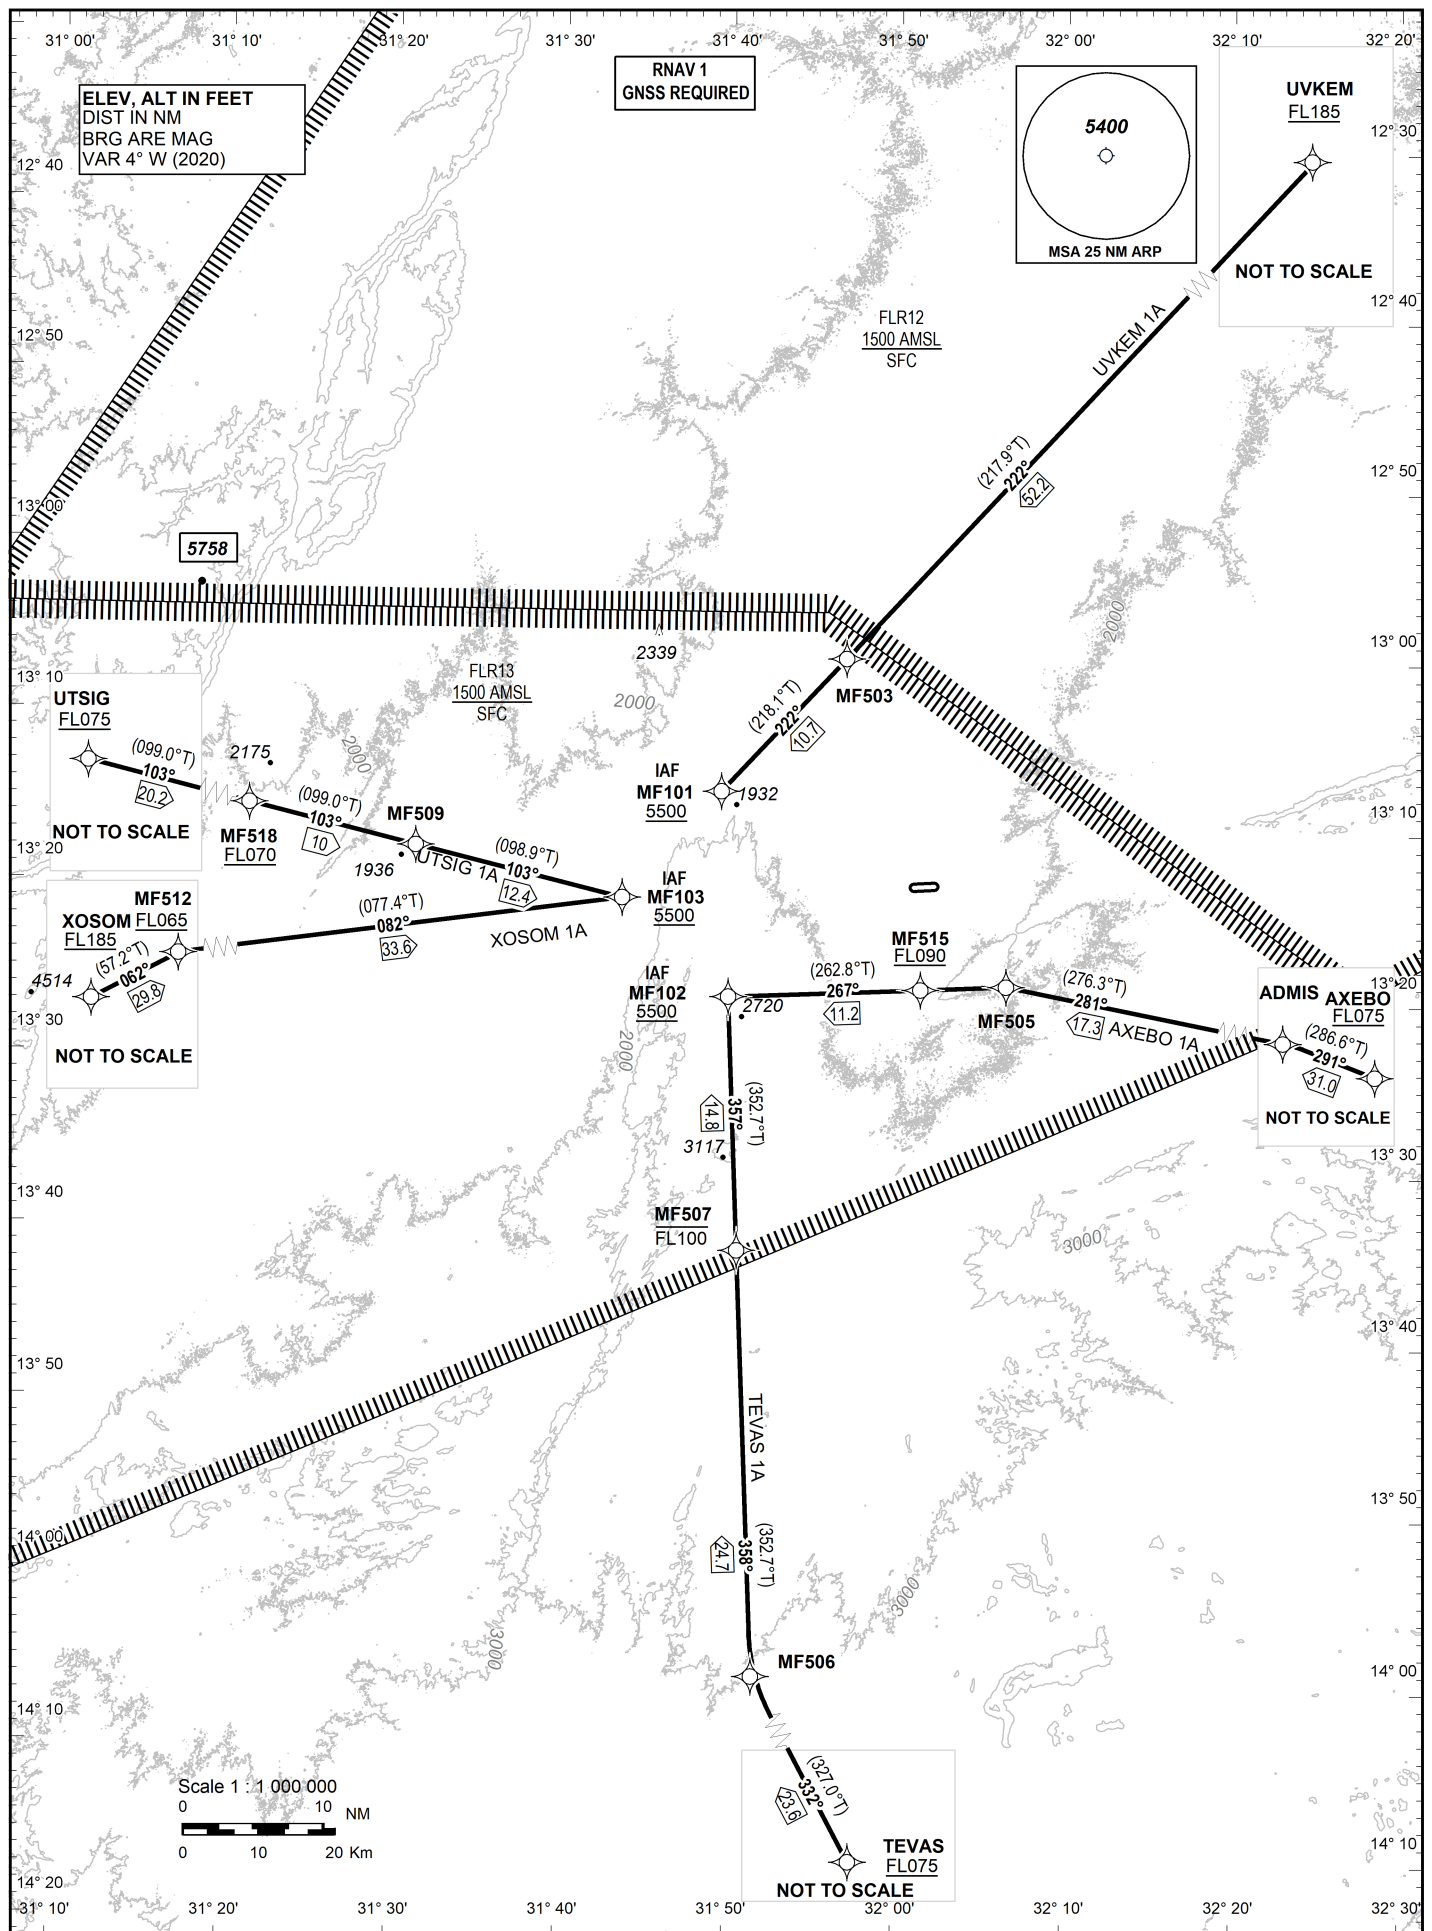 31° 00'
31° 10'
31° 20'
31° 30'
31° 40'
31° 50'
32° 00'
32° 10'
32° 20'
RNAV 1
GNSS REQUIRED
ELEV, ALT IN FEET
DIST IN NM
BRG ARE MAG
VAR 4° W (2020)
5400
MSA 25 NM ARP
UVKEM
FL185
NOT TO SCALE
12° 30'
12° 40'
12° 40'
12° 50'
12° 50'
13° 00'
13° 00'
13° 10'
13° 10'
13° 20'
13° 20'
13° 30'
13° 30'
13° 40'
13° 40'
13° 50'
13° 50'
14° 00'
14° 00'
14° 10'
14° 10'
14° 20'
FLR12
1500 AMSL
SFC
UVKEM 1A
(217.9°T)
222°
52.2
5758
2339
2000
MF503
FLR13
1500 AMSL
SFC
2000
2000
(218.1°T)
222°
10.7
UTSIG
FL075
(099.0°T)
103°
20.2
NOT TO SCALE
2175
(099.0°T)
103°
10
MF518
FL070
MF509
1936
UTSIG 1A
(098.9°T)
103°
12.4
IAF
MF101
5500
1932
IAF
MF103
5500
MF512
FL065
XOSOM
FL185
(57.2°T)
062°
29.8
4514
NOT TO SCALE
(077.4°T)
082°
33.6
XOSOM 1A
IAF
MF102
5500
2720
(262.8°T)
267°
11.2
MF515
FL090
MF505
(276.3°T)
281°
17.3
AXEBO 1A
ADMIS
AXEBO
FL075
(286.6°T)
291°
31.0
NOT TO SCALE
2000
(352.7°T)
357°
14.8
3117
MF507
FL100
3000
TEVAS 1A
(352.7°T)
358°
24.7
3000
3000
MF506
(327.0°T)
332°
23.6
TEVAS
FL075
NOT TO SCALE
Scale 1 : 1 000 000
0 10 NM
0 10 20 Km
31° 10'
31° 20'
31° 30'
31° 40'
31° 50'
32° 00'
32° 10'
32° 20'
32° 30'